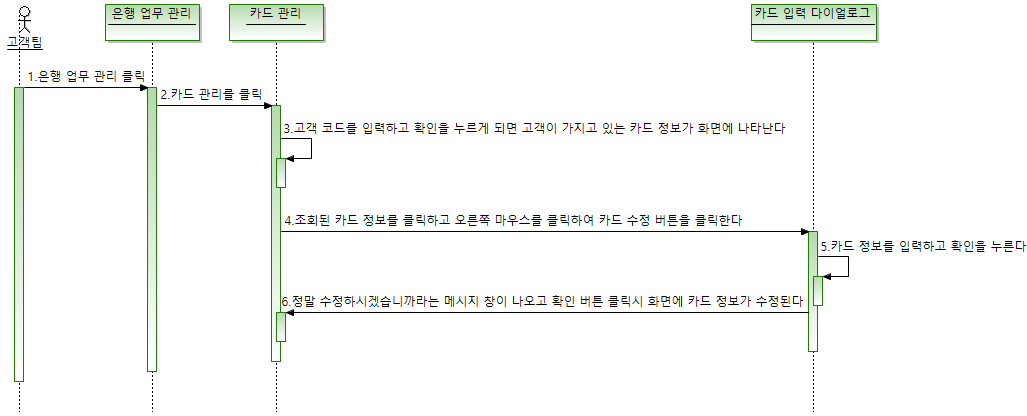 은행 업무 관리
카드 관리
카드 입력 다이얼로그
고객팀
1.은행 업무 관리 클릭
2.카드 관리를 클릭
3.고객 코드를 입력하고 확인을 누르게 되면 고객이 가지고 있는 카드 정보가 화면에 나타난다
4.조회된 카드 정보를 클릭하고 오른쪽 마우스를 클릭하여 카드 수정 버튼을 클릭한다
5.카드 정보를 입력하고 확인을 누른다
6.정말 수정하시겠습니까라는 메시지 창이 나오고 확인 버튼 클릭시 화면에 카드 정보가 수정된다